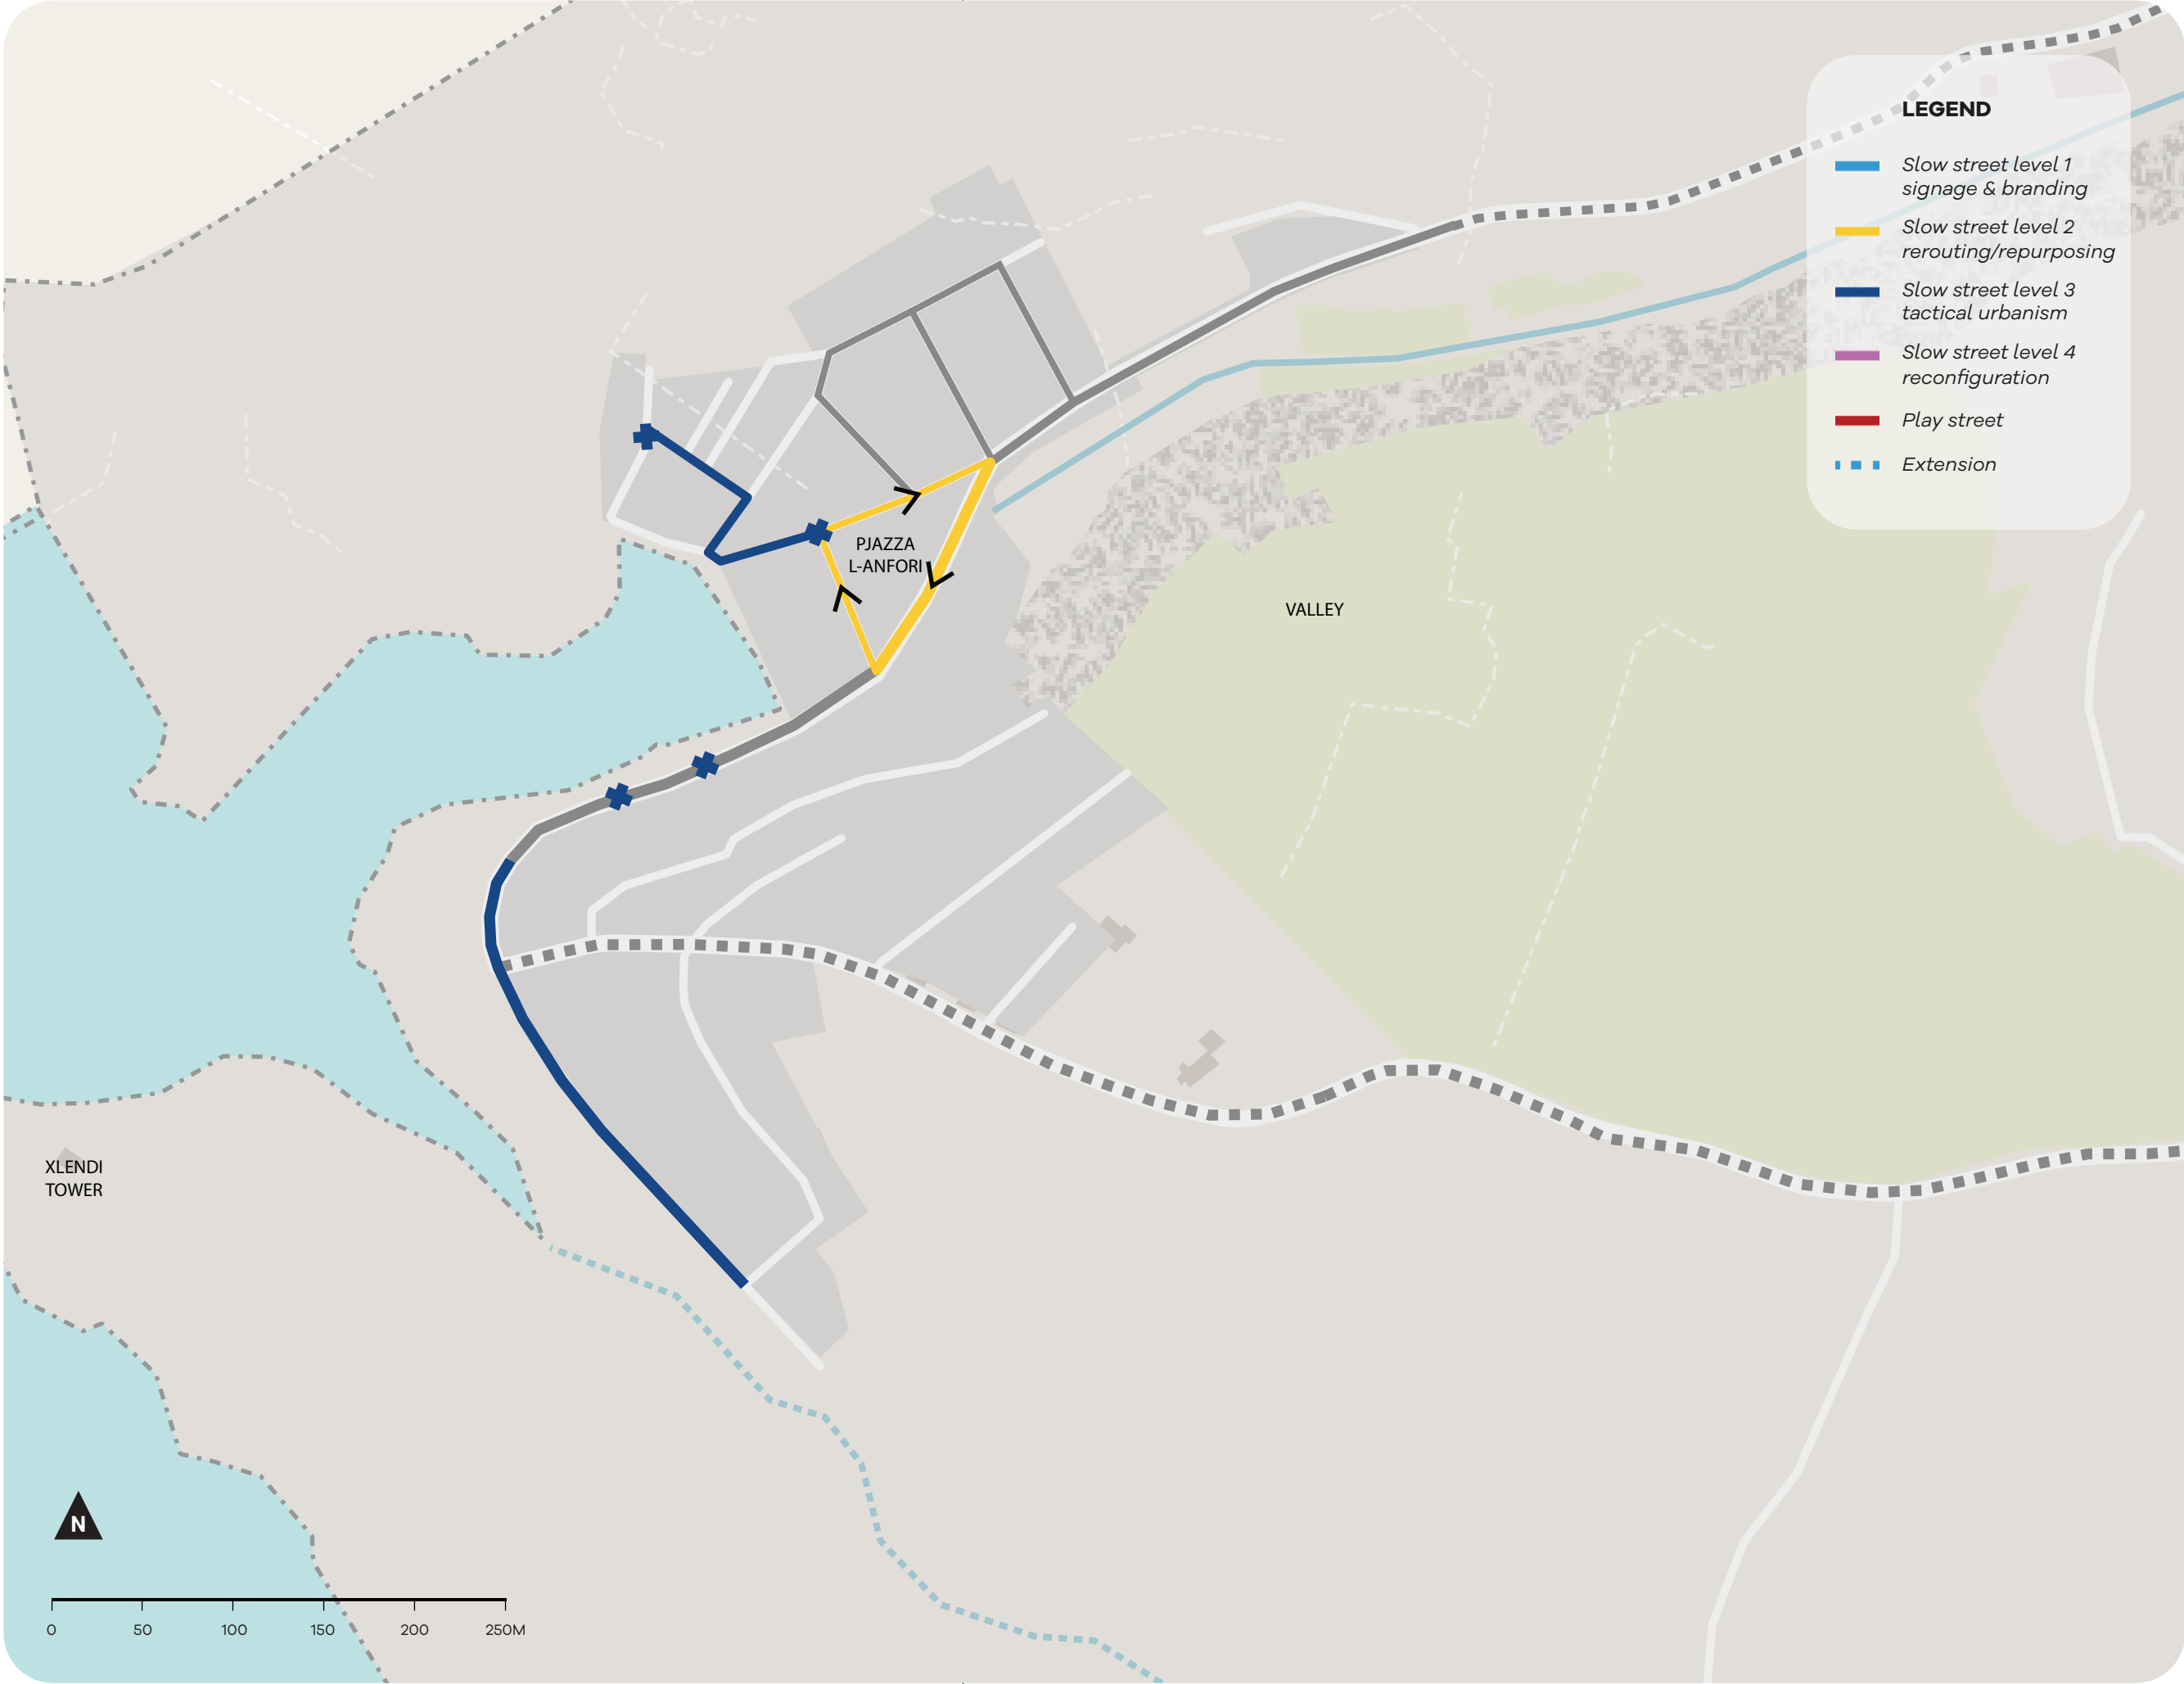 LEGEND
Slow street level 1
signage & branding
Slow street level 2
rerouting/repurposing
Slow street level 3
tactical urbanism
Slow street level 4
reconfiguration
Play street
Extension
PJAZZA
L-ANFORI
VALLEY
XLENDI
TOWER
N
0 50 100 150 200 250M